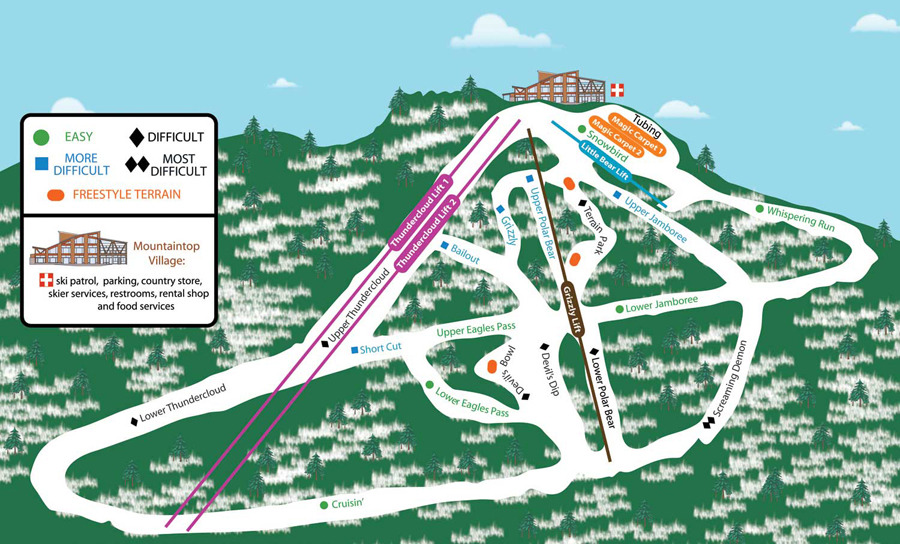 EASY
DIFFICULT
MORE
DIFFICULT
MOST
DIFFICULT
FREESTYLE TERRAIN
Mountaintop
Village:
ski patrol, parking, country store,
skier services, restrooms, rental shop
and food services
Tubing
Magic Carpet 1
Magic Carpet 2
Snowbird
Little Bear Lift
Thundercloud Lift 1
Thundercloud Lift 2
Upper Polar Bear
Grizzly
Terrain Park
Upper Jamboree
Whispering Run
Bailout
Upper Thundercloud
Grizzly Lift
Lower Jamboree
Upper Eagles Pass
Short Cut
Devil's Bowl
Devil's Dip
Lower Polar Bear
Screaming Demon
Lower Eagles Pass
Lower Thundercloud
Cruisin'